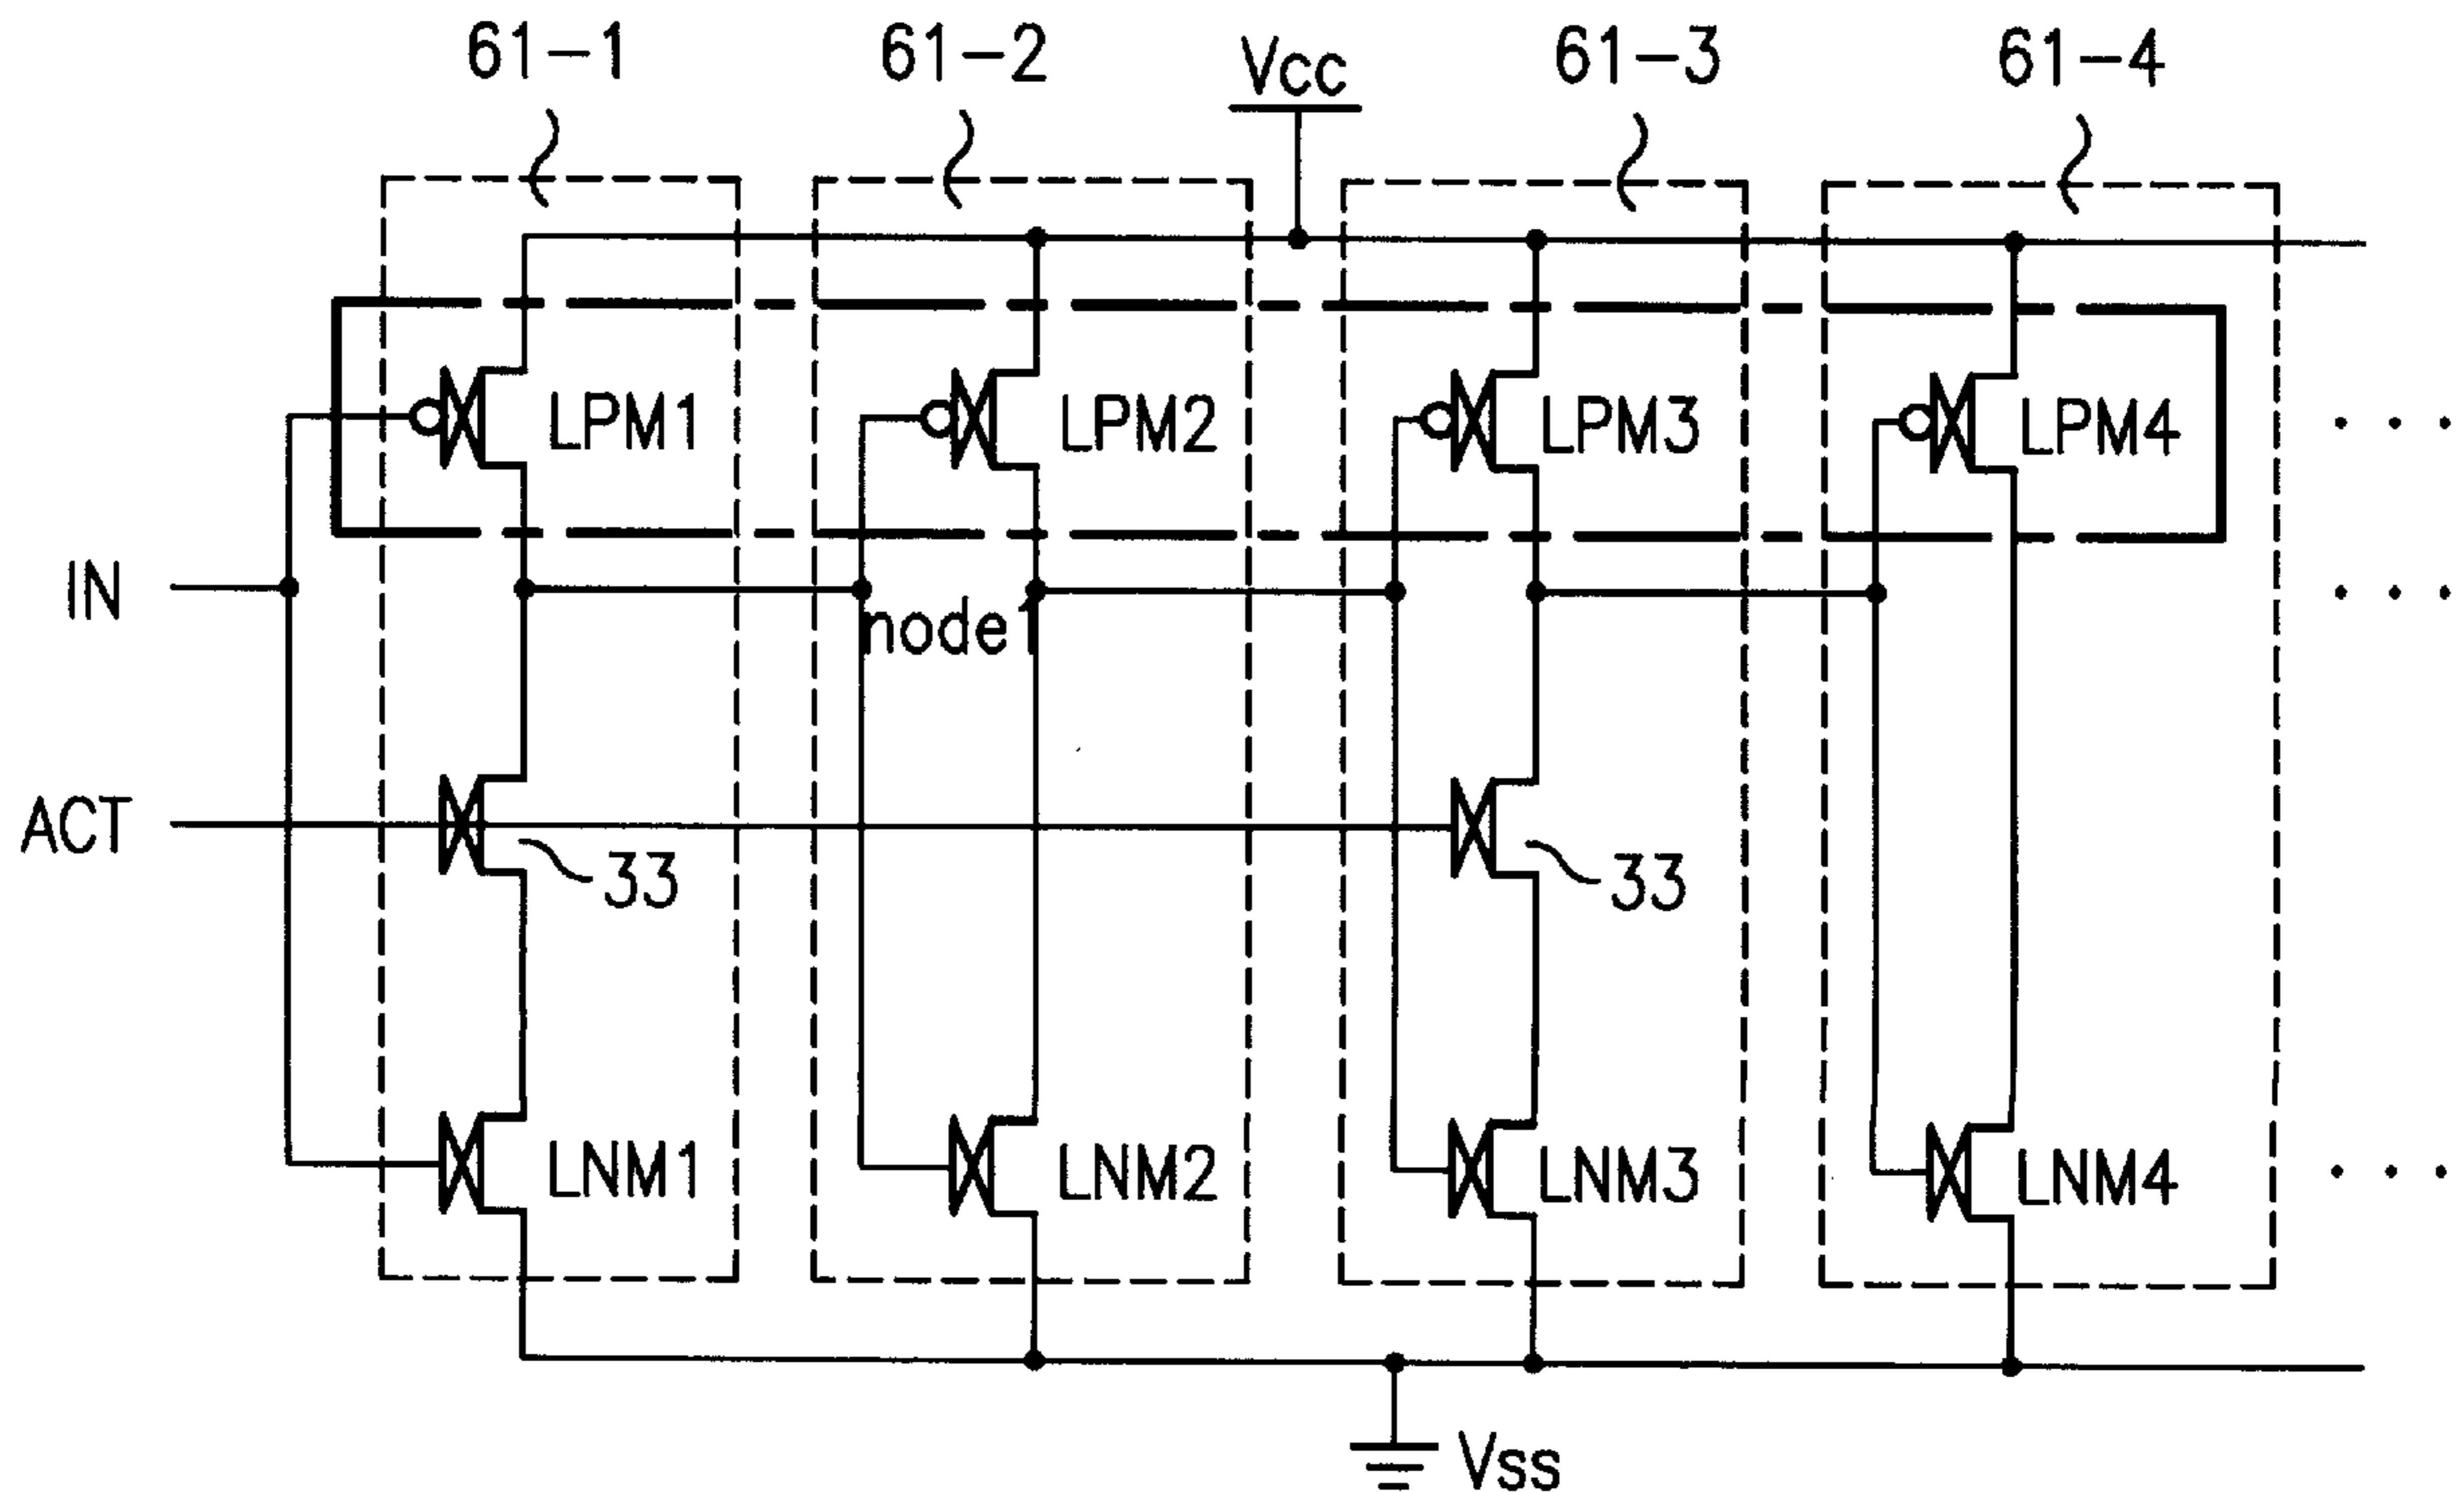 61-1
61-2
Vcc
61-3
61-4
LPM1
LPM2
LPM3
LPM4
IN
node1
ACT
33
33
LNM1
LNM2
LNM3
LNM4
Vss